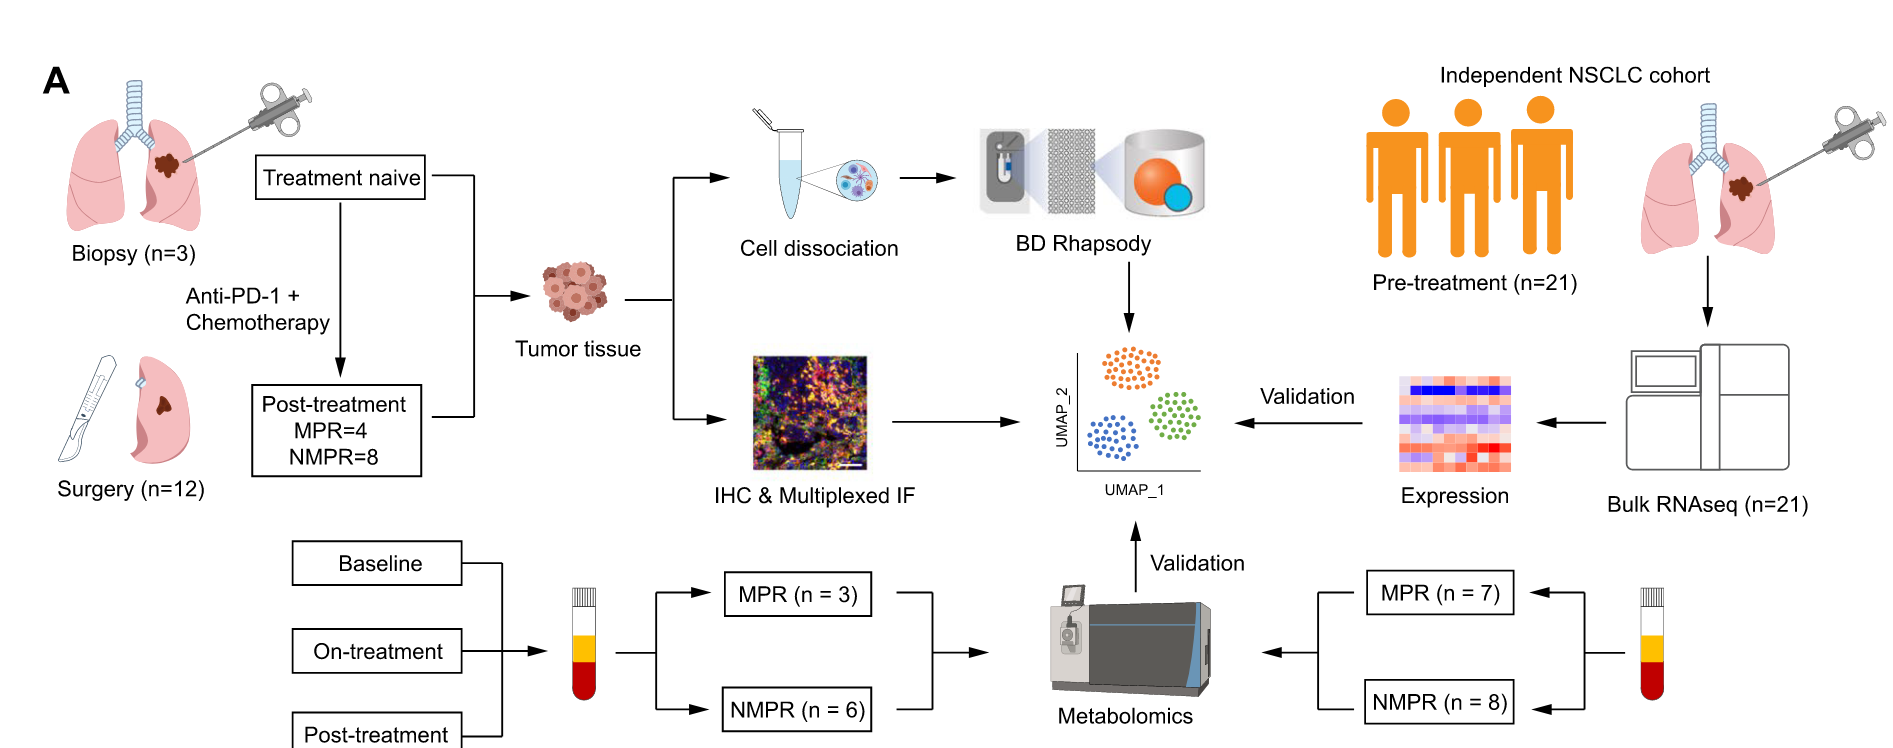 A
Biopsy (n=3)
Treatment naive
Anti-PD-1 +
Chemotherapy
Surgery (n=12)
Post-treatment
MPR=4
NMPR=8
Tumor tissue
Cell dissociation
BD Rhapsody
IHC & Multiplexed IF
UMAP_2
UMAP_1
Independent NSCLC cohort
Pre-treatment (n=21)
Bulk RNAseq (n=21)
Expression
Validation
Baseline
On-treatment
Post-treatment
MPR (n = 3)
NMPR (n = 6)
Validation
Metabolomics
MPR (n = 7)
NMPR (n = 8)